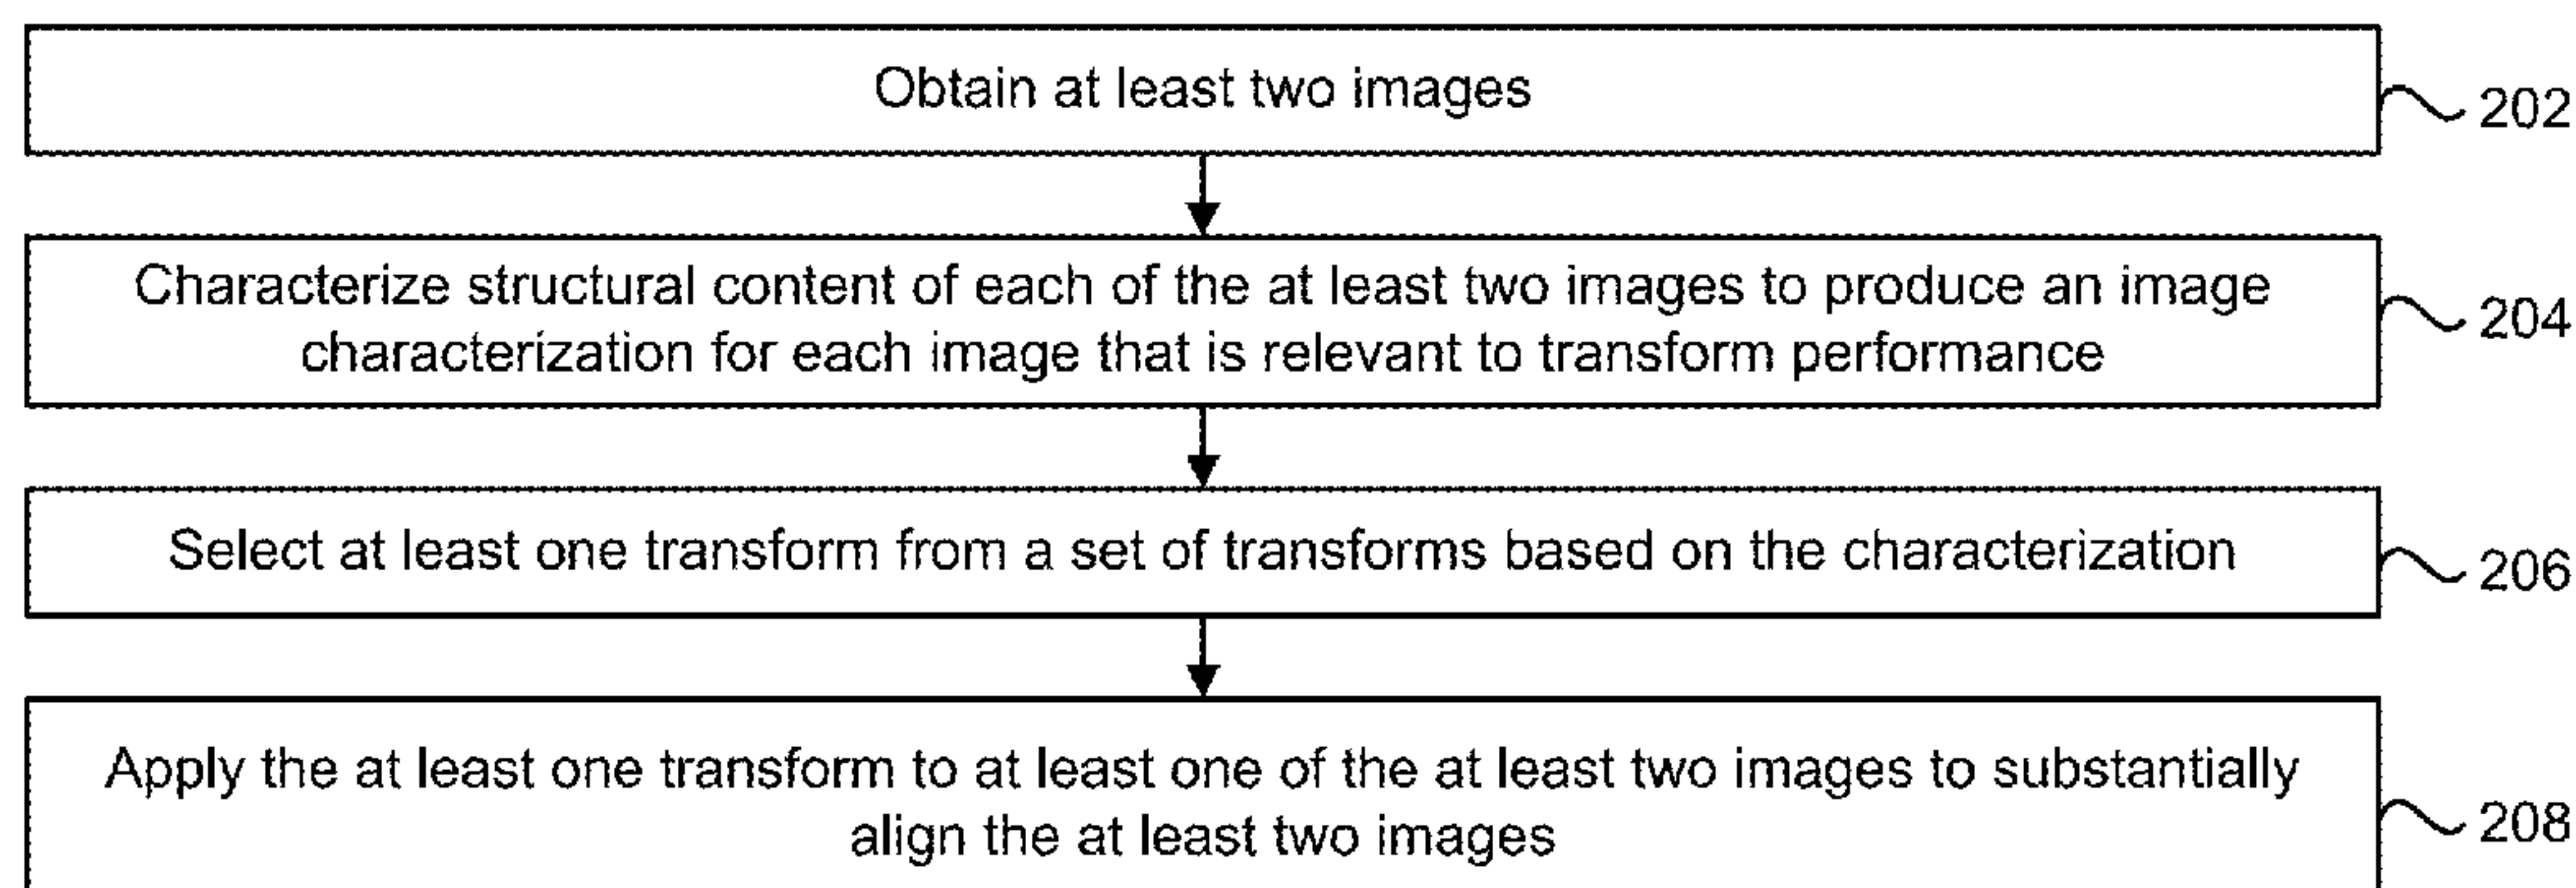 Obtain at least two images
202
Characterize structural content of each of the at least two images to produce an image
characterization for each image that is relevant to transform performance
204
Select at least one transform from a set of transforms based on the characterization
206
Apply the at least one transform to at least one of the at least two images to substantially
align the at least two images
208